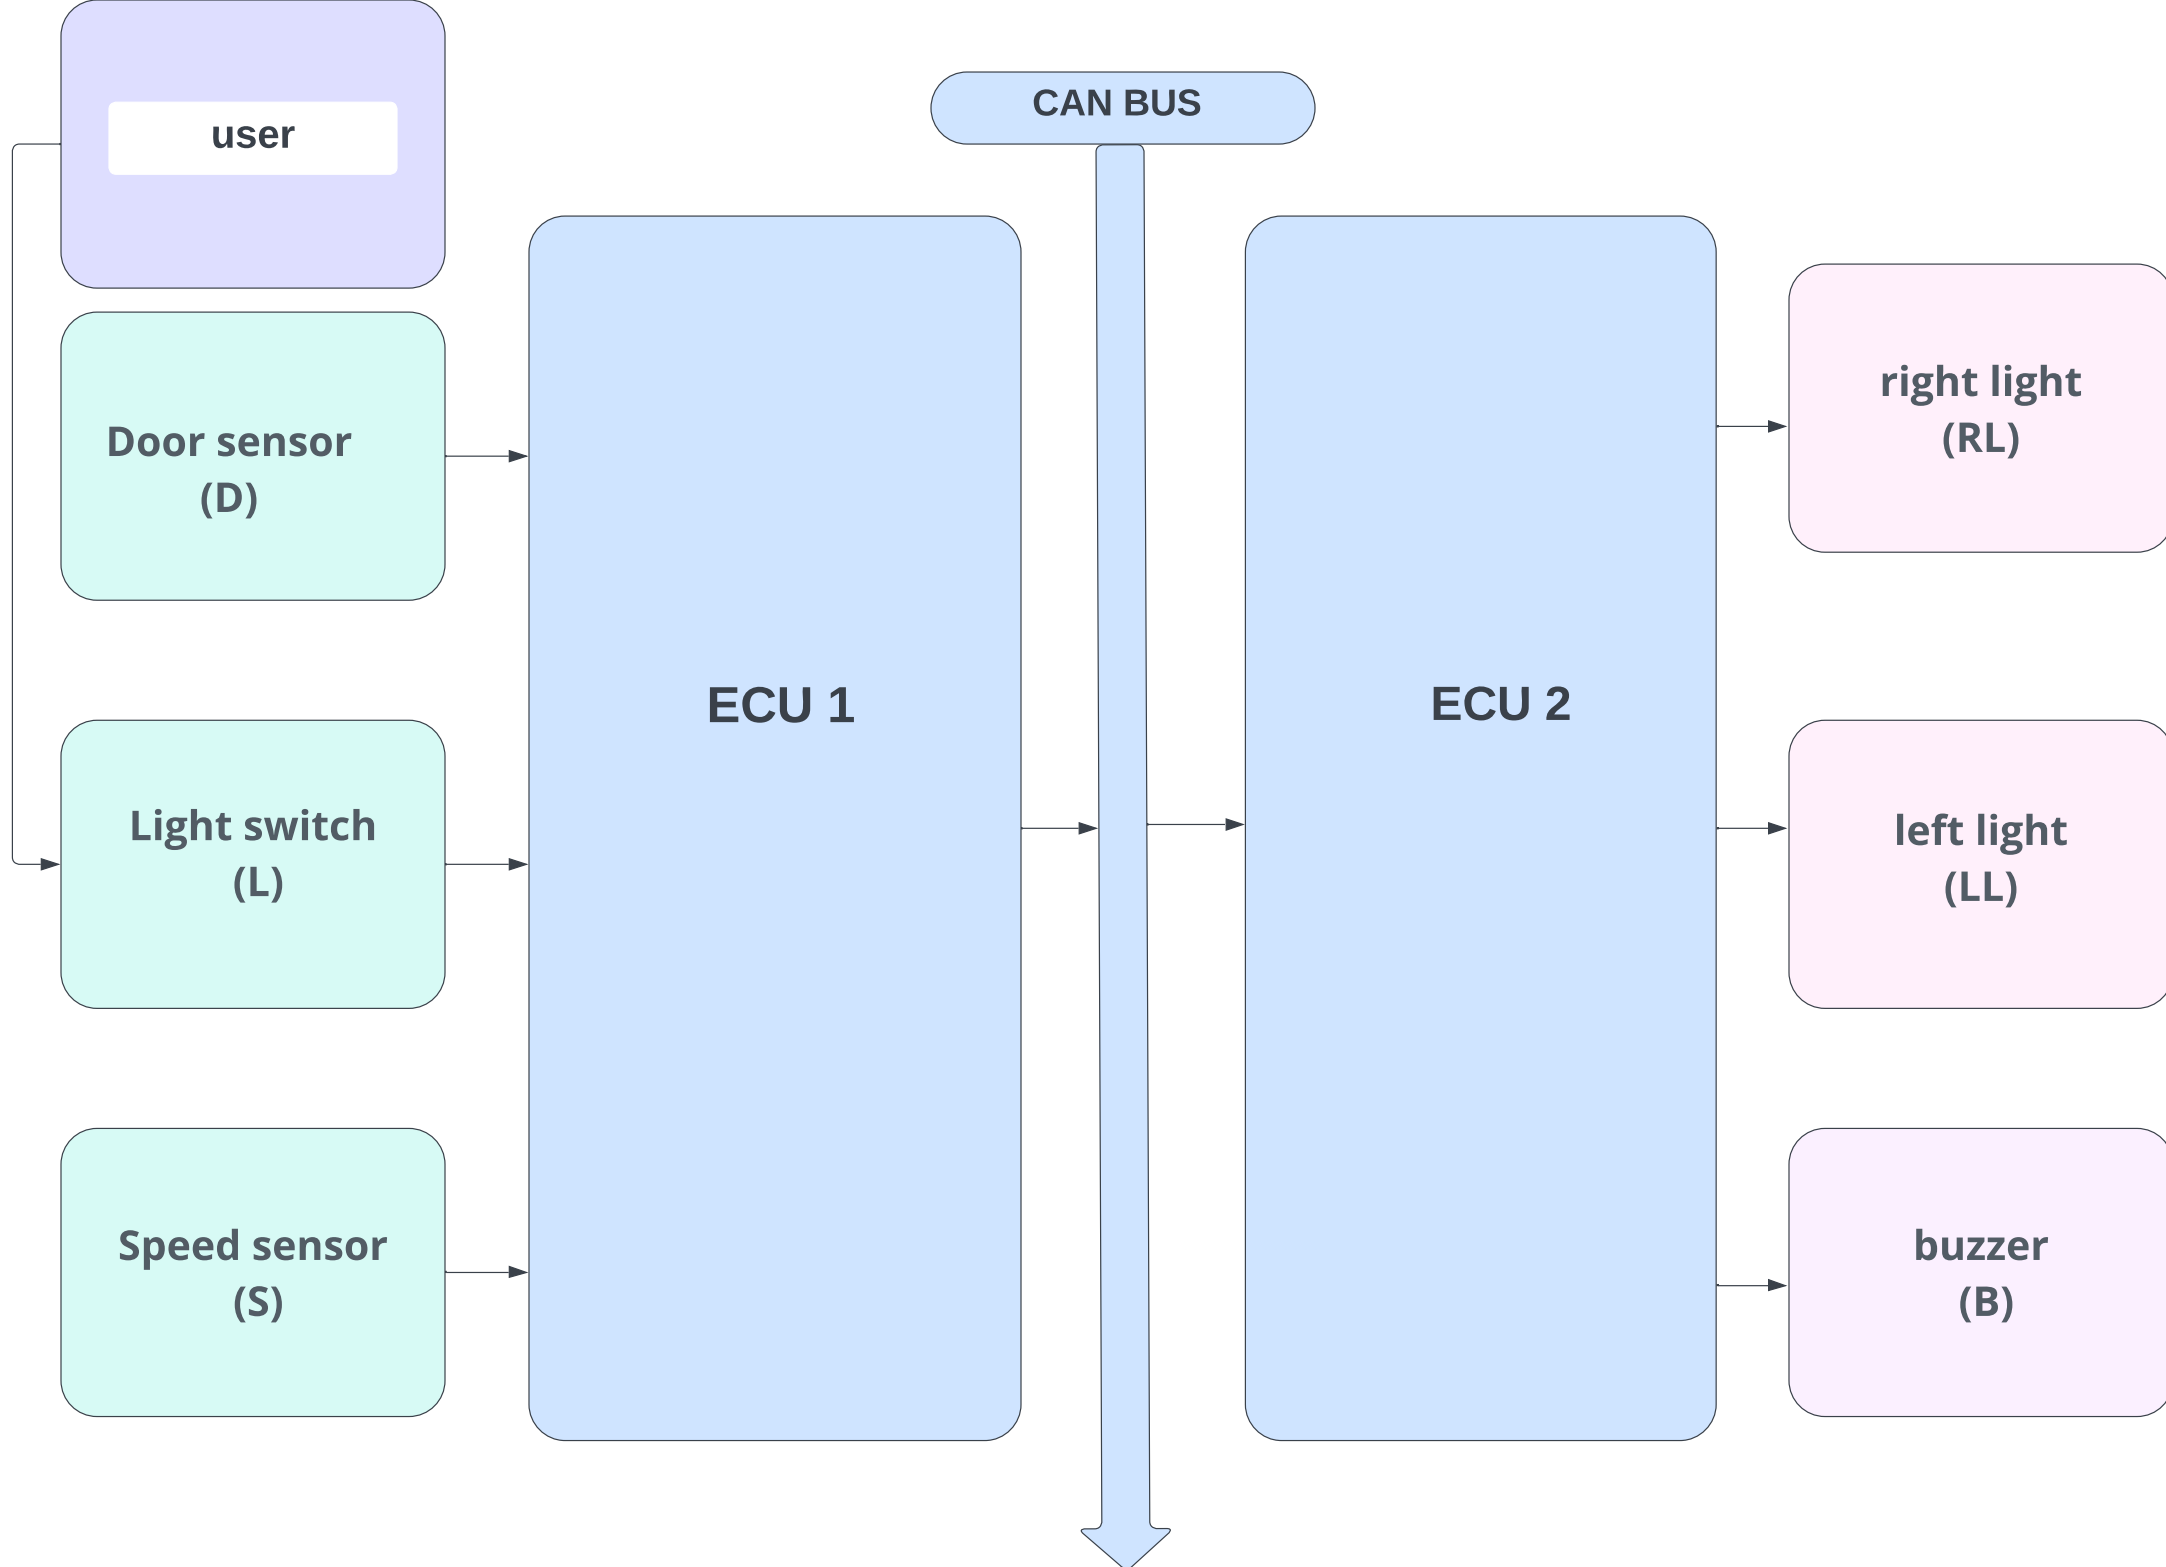 user
CAN BUS
Door sensor
(D)
Light switch
(L)
Speed sensor
(S)
ECU 1
ECU 2
right light
(RL)
left light
(LL)
buzzer
(B)